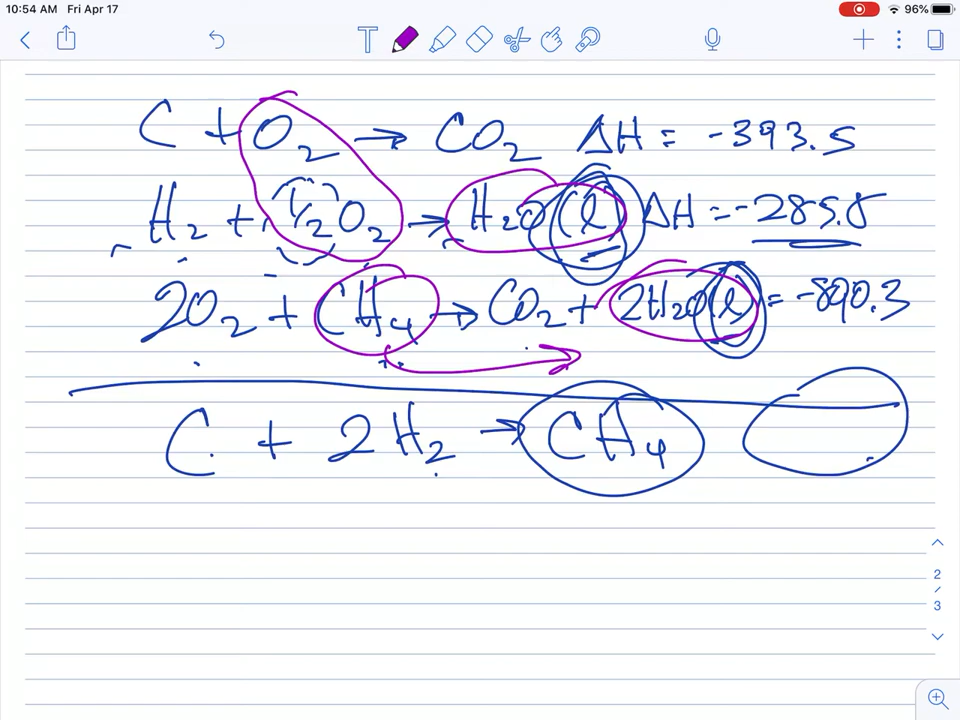 10:54 AM Fri Apr 17 96%
T
C + O₂ → CO₂ ΔH = -393.5
H₂ + 1/2 O₂ → H₂O(l) ΔH = -285.8
2O₂ + CH₄ → CO₂ + 2H₂O(l) = -890.3
C + 2H₂ → CH₄
2
/
3